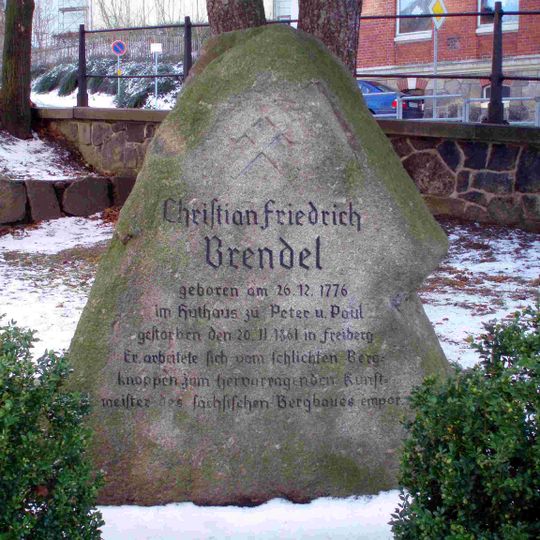 Christian Friedrich
Brendel
geboren am 26.12.1776
im Huthaus zu Peter u. Paul
gestorben den 20.11.1861 in Freiberg
Er arbeitete sich vom schlichten Berg-
knappen zum hervorragenden Kunst-
meister des sächsischen Bergbaues empor.